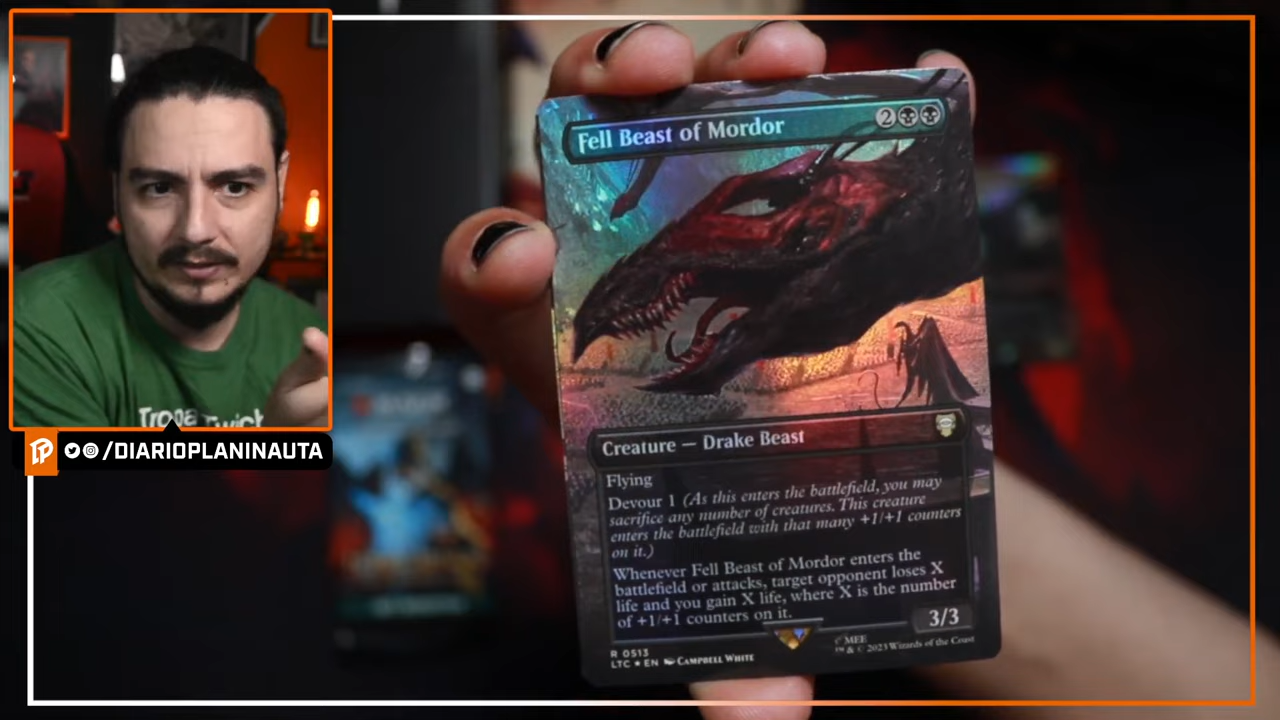 Fell Beast of Mordor
2
Creature — Drake Beast
Flying
Devour 1 (As this enters the battlefield, you may
sacrifice any number of creatures. This creature
enters the battlefield with that many +1/+1 counters
on it.)
Whenever Fell Beast of Mordor enters the
battlefield or attacks, target opponent loses X
life and you gain X life, where X is the number
of +1/+1 counters on it.
3/3
R 0513
LTC ★ EN CAMPBELL WHITE
© MEE
™ & © 2023 Wizards of the Coast
/DIARIOPLANINAUTA